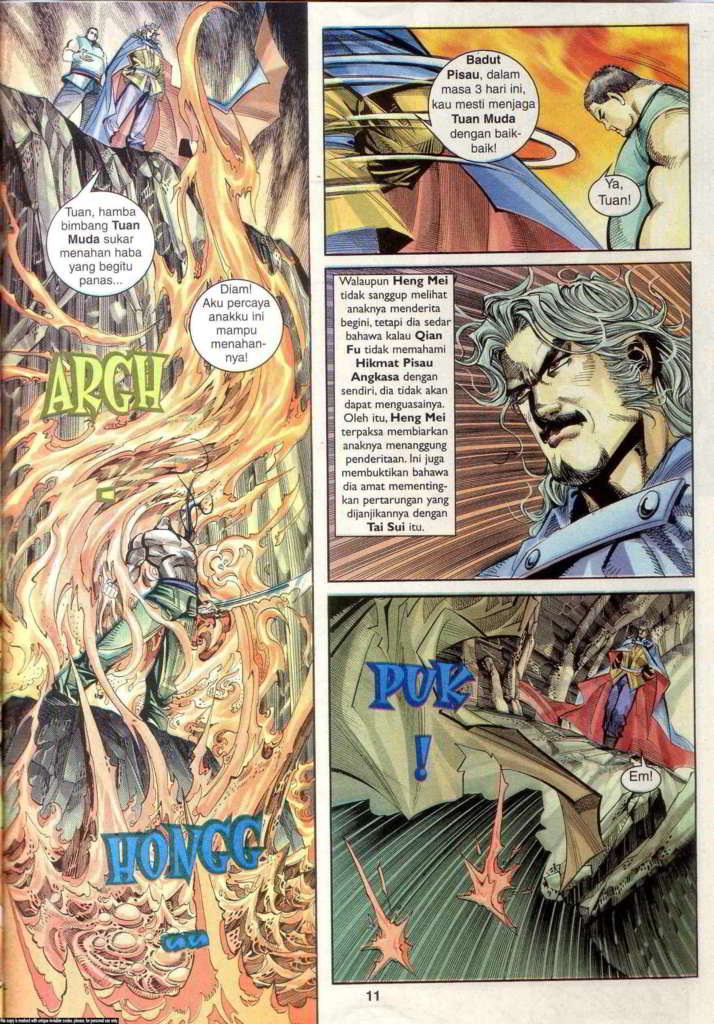 Tuan, hamba
bimbang Tuan
Muda sukar
menahan haba
yang begitu
panas...
Diam!
Aku percaya
anakku ini
mampu
menahan-
nya!
ARGH
-
HONGG
Badut
Pisau, dalam
masa 3 hari ini,
kau mesti menjaga
Tuan Muda
dengan baik-
baik!
Ya,
Tuan!
Walaupun Heng Mei
tidak sanggup melihat
anaknya menderita
begini, tetapi dia sedar
bahawa kalau Qian
Fu tidak memahami
Hikmat Pisau
Angkasa dengan
sendiri, dia tidak akan
dapat menguasainya.
Oleh itu, Heng Mei
terpaksa membiarkan
anaknya menanggung
penderitaan. Ini juga
membuktikan bahawa
dia amat mementing-
kan pertarungan yang
dijanjikannya dengan
Tai Sui itu.
PUK
!
Em!
11